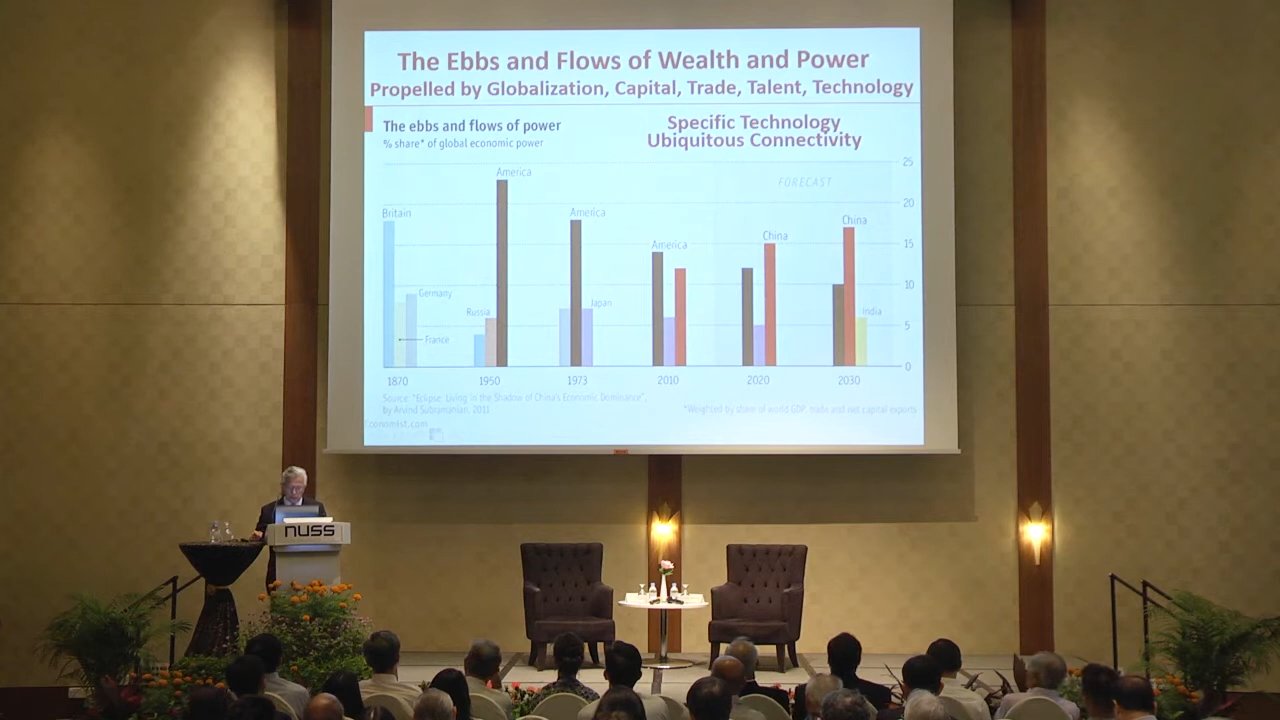 The Ebbs and Flows of Wealth and Power
Propelled by Globalization, Capital, Trade, Talent, Technology
The ebbs and flows of power
% share* of global economic power
Specific Technology
Ubiquitous Connectivity
FORECAST
25
20
15
10
5
0
Britain
Germany
France
Russia
America
America
Japan
America
China
China
India
1870
1950
1973
2010
2020
2030
Source: "Eclipse: Living in the Shadow of China's Economic Dominance",
by Arvind Subramanian, 2011
*Weighted by share of world GDP, trade and net capital exports
Economist.com
nuss